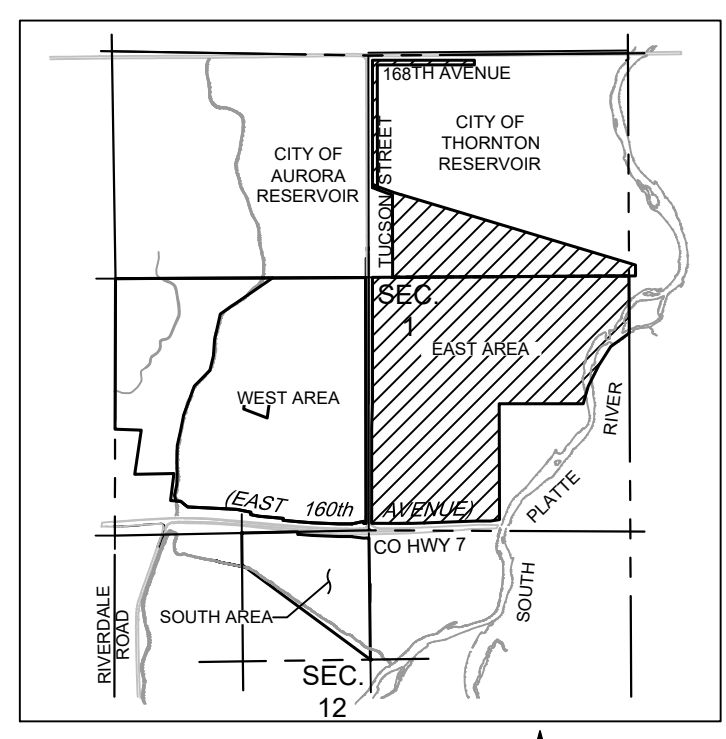 168TH AVENUE
CITY OF
THORNTON
RESERVOIR
CITY OF
AURORA
RESERVOIR
TUCSON STREET
SEC.
1
EAST AREA
WEST AREA
RIVER
PLATTE
SOUTH
(EAST 160th AVENUE)
CO HWY 7
SOUTH AREA
RIVERDALE
ROAD
SEC.
12